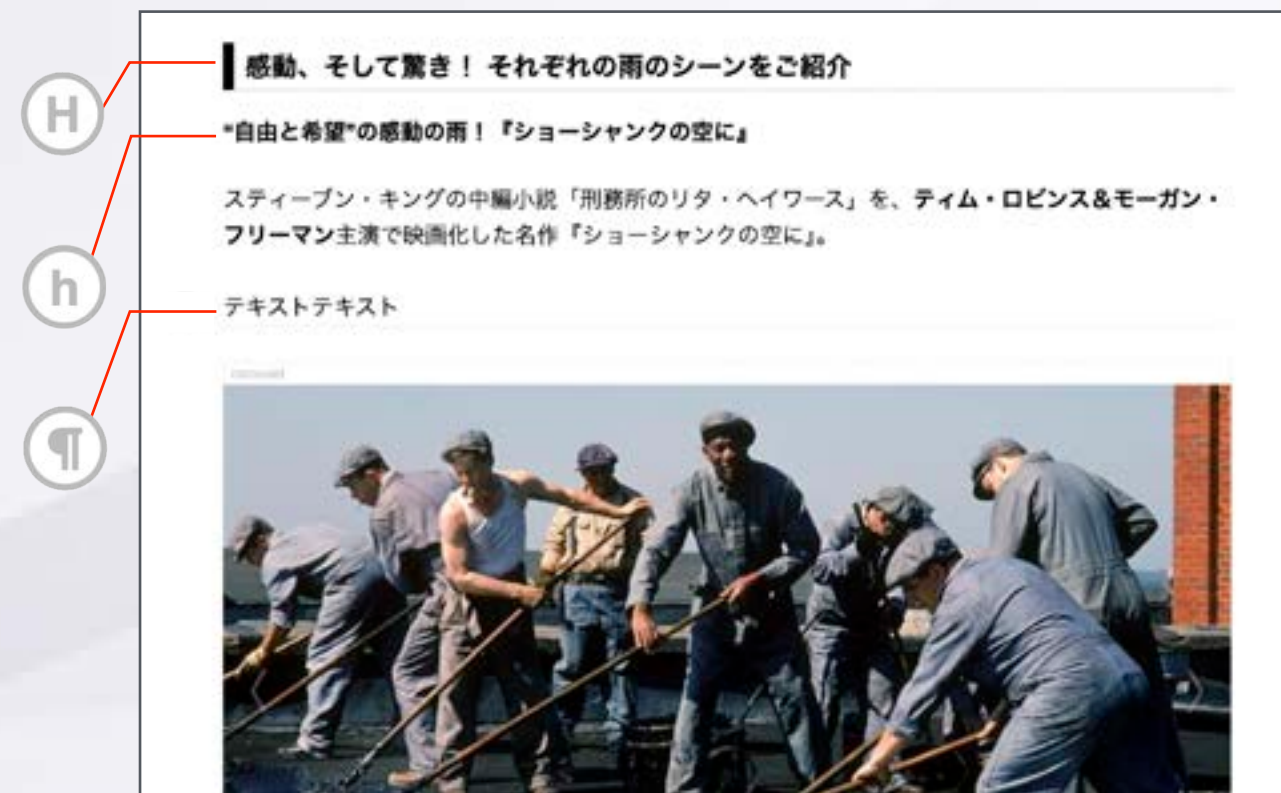 H
感動、そして驚き！ それぞれの雨のシーンをご紹介
“自由と希望”の感動の雨！『ショーシャンクの空に』
h
スティーブン・キングの中編小説「刑務所のリタ・ヘイワース」を、ティム・ロビンス＆モーガン・
フリーマン主演で映画化した名作『ショーシャンクの空に』。
テキストテキスト
¶